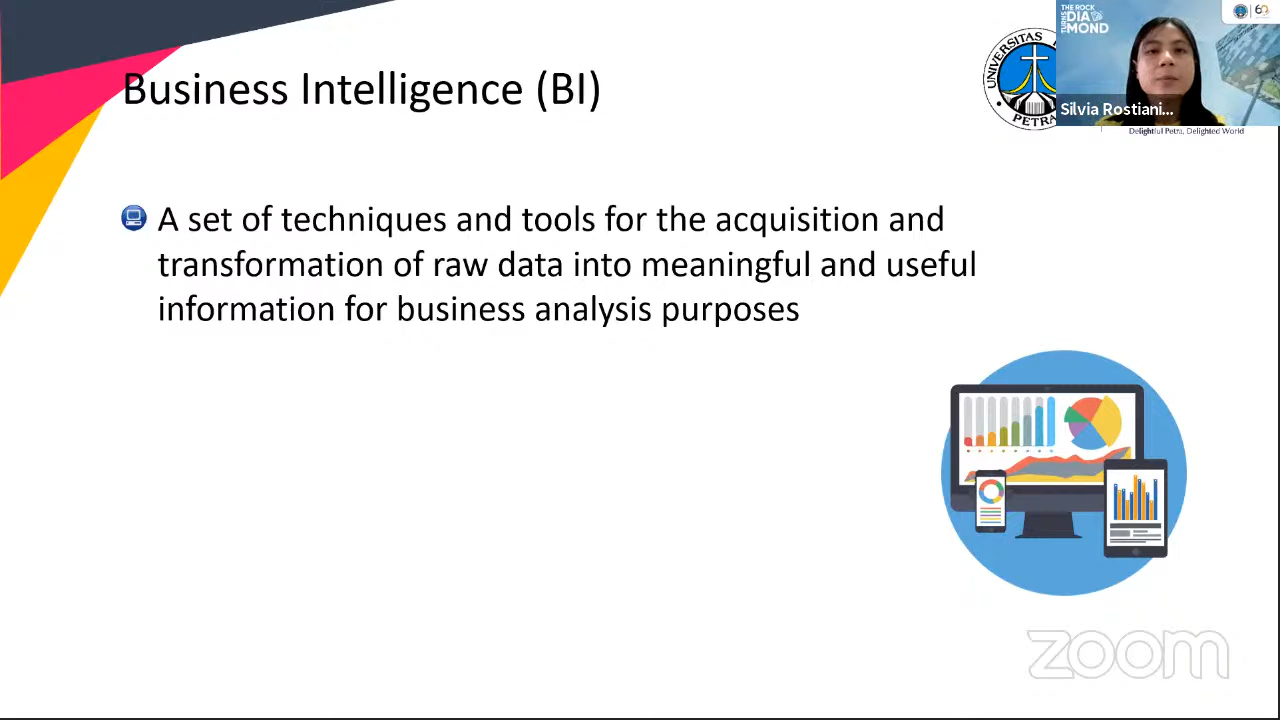 Business Intelligence (BI)
UNIVERSITAS
PETRA
THE ROCK
TURNS
DIA
MOND
60
Silvia Rostiani...
Delightful Petra, Delighted World
A set of techniques and tools for the acquisition and
transformation of raw data into meaningful and useful
information for business analysis purposes
zoom